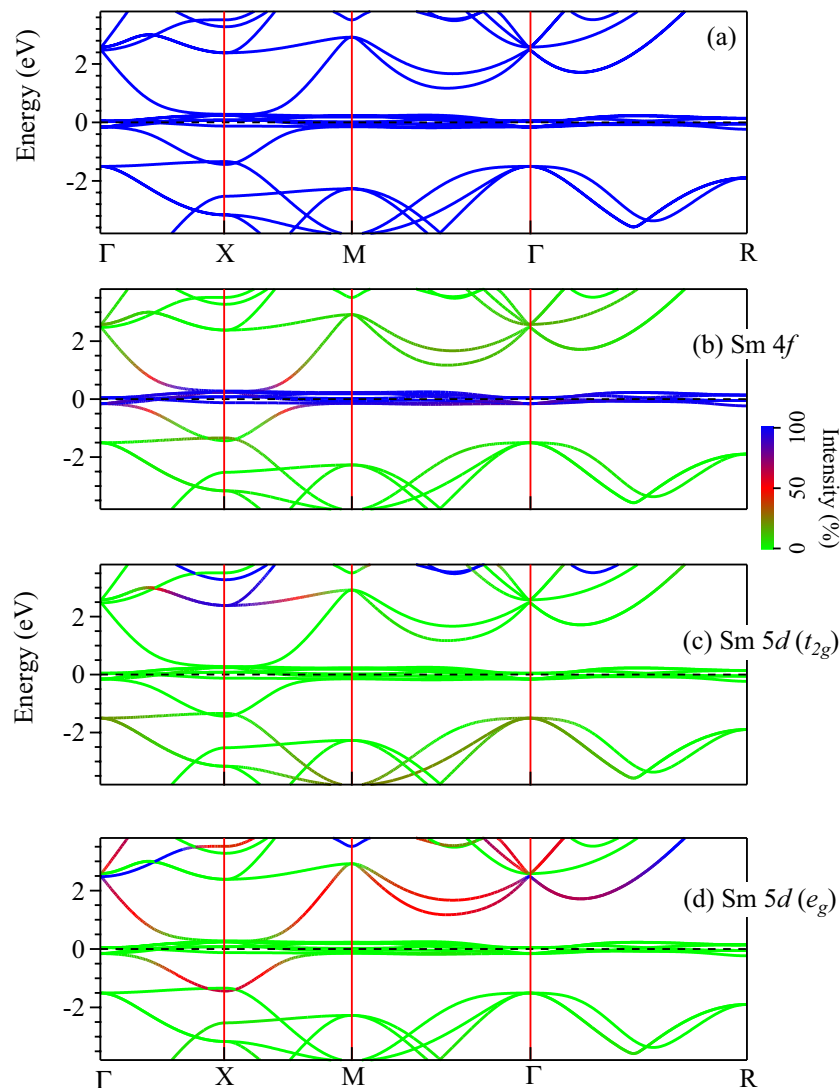 (a)
Energy (eV)
2
0
-2
Γ X M Γ R
(b) Sm 4f
2
0
-2
100
50
0
Intensity (%)
(c) Sm 5d (t2g)
Energy (eV)
2
0
-2
(d) Sm 5d (eg)
2
0
-2
Γ X M Γ R